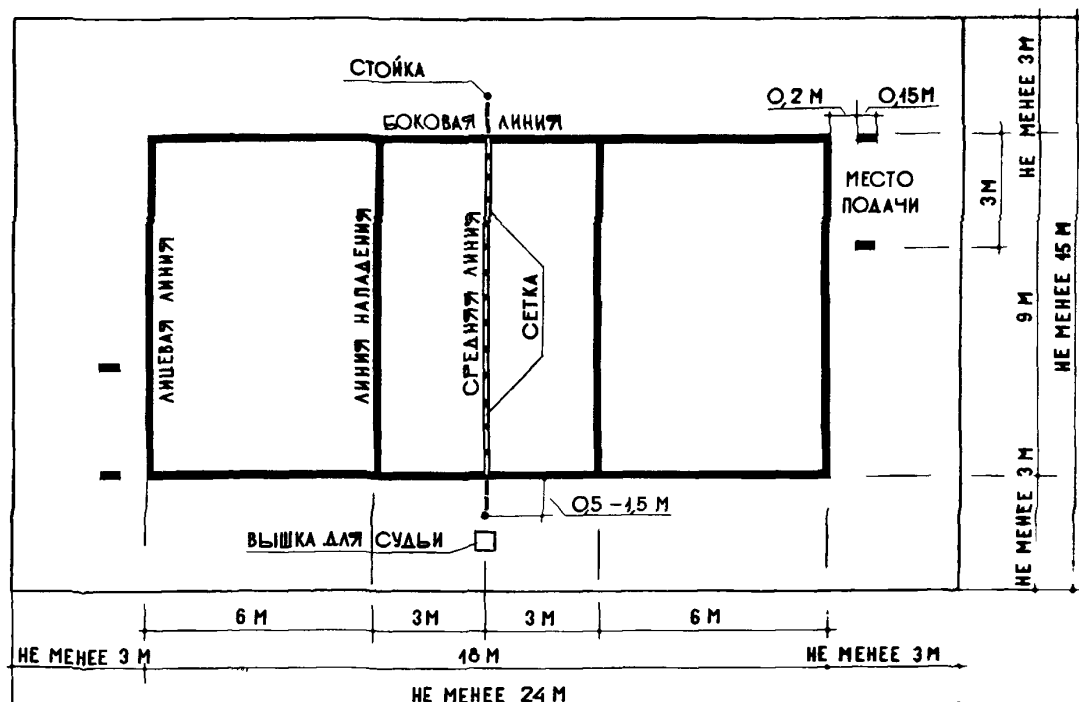 СТОЙКА
БОКОВАЯ ЛИНИЯ
0,2 М
0,15М
НЕ МЕНЕЕ 3М
МЕСТО
ПОДАЧИ
3М
ЛИЦЕВАЯ ЛИНИЯ
ЛИНИЯ НАПАДЕНИЯ
СРЕДНЯЯ ЛИНИЯ
СЕТКА
9 М
НЕ МЕНЕЕ 15 М
0,5 – 1,5 М
НЕ МЕНЕЕ 3 М
ВЫШКА ДЛЯ СУДЬИ
6 М
3М
3 М
6 М
НЕ МЕНЕЕ 3 М
18 М
НЕ МЕНЕЕ 3М
НЕ МЕНЕЕ 24 М